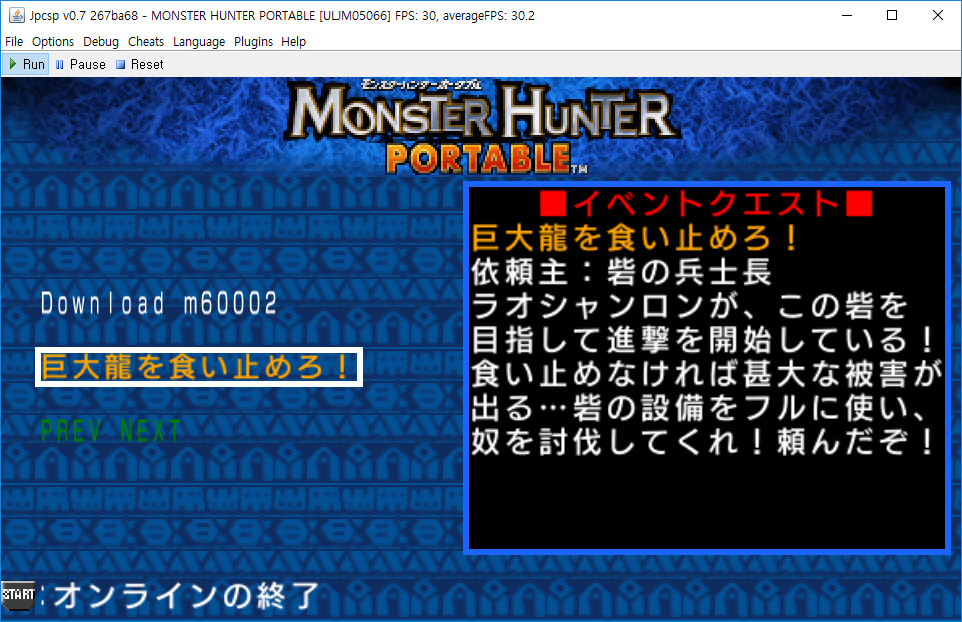 Jpcsp v0.7 267ba68 - MONSTER HUNTER PORTABLE [ULJM05066] FPS: 30, averageFPS: 30.2
File Options Debug Cheats Language Plugins Help
Run Pause Reset
モンスターハンターポータブル
MONSTER HUNTER
PORTABLE TM
■イベントクエスト■
巨大龍を食い止めろ！
依頼主：砦の兵士長
ラオシャンロンが、この砦を
目指して進撃を開始している！
食い止めなければ甚大な被害が
出る…砦の設備をフルに使い、
奴を討伐してくれ！頼んだぞ！
Download m60002
巨大龍を食い止めろ！
PREV NEXT
START:オンラインの終了